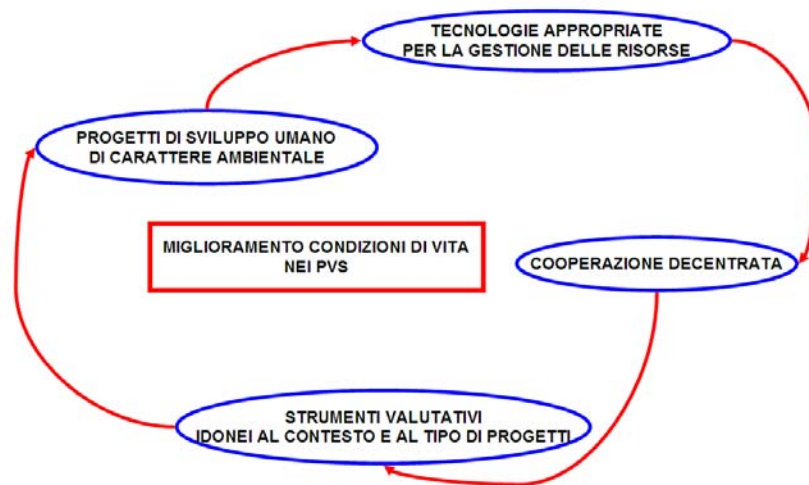 TECNOLOGIE APPROPRIATE
PER LA GESTIONE DELLE RISORSE
PROGETTI DI SVILUPPO UMANO
DI CARATTERE AMBIENTALE
MIGLIORAMENTO CONDIZIONI DI VITA
NEI PVS
COOPERAZIONE DECENTRATA
STRUMENTI VALUTATIVI
IDONEI AL CONTESTO E AL TIPO DI PROGETTI